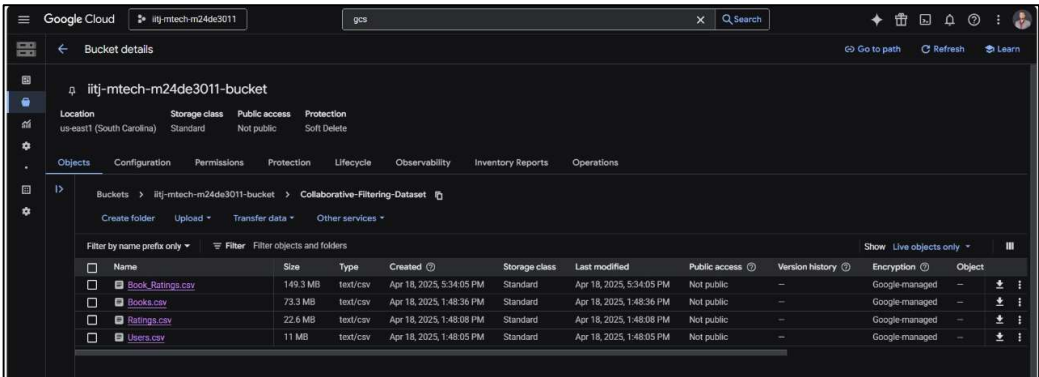 Google Cloud iitj-mtech-m24de3011 gcs Search
Bucket details Go to path Refresh Learn
iitj-mtech-m24de3011-bucket
Location Storage class Public access Protection
us-east1 (South Carolina) Standard Not public Soft Delete
Objects Configuration Permissions Protection Lifecycle Observability Inventory Reports Operations
Buckets > iitj-mtech-m24de3011-bucket > Collaborative-Filtering-Dataset
Create folder Upload Transfer data Other services
Filter by name prefix only Filter Filter objects and folders Show Live objects only
Name Size Type Created Storage class Last modified Public access Version history Encryption Object
Book_Ratings.csv 149.3 MB text/csv Apr 18, 2025, 5:34:05 PM Standard Apr 18, 2025, 5:34:05 PM Not public — Google-managed —
Books.csv 73.3 MB text/csv Apr 18, 2025, 1:48:36 PM Standard Apr 18, 2025, 1:48:36 PM Not public — Google-managed —
Ratings.csv 22.6 MB text/csv Apr 18, 2025, 1:48:08 PM Standard Apr 18, 2025, 1:48:08 PM Not public — Google-managed —
Users.csv 11 MB text/csv Apr 18, 2025, 1:48:05 PM Standard Apr 18, 2025, 1:48:05 PM Not public — Google-managed —